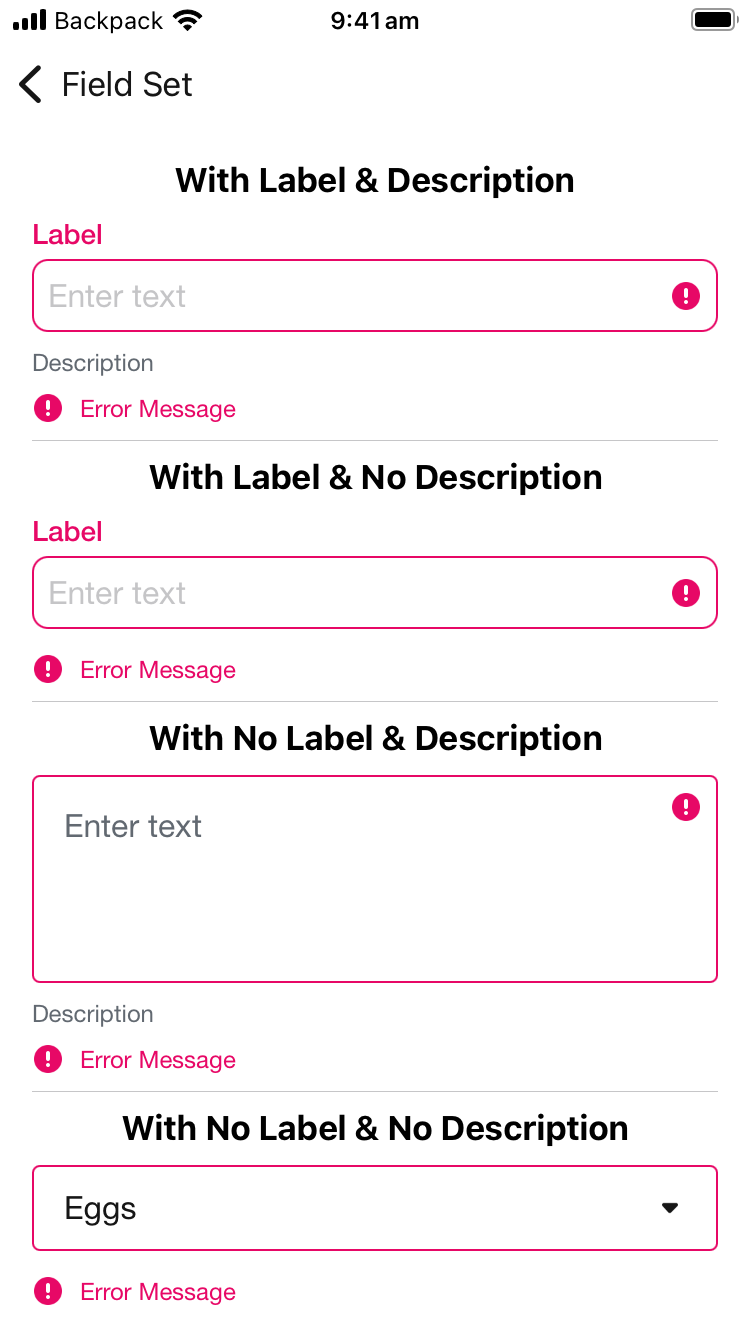 Backpack 9:41 am
Field Set
With Label & Description
Label
Enter text
Description
Error Message
With Label & No Description
Label
Enter text
Error Message
With No Label & Description
Enter text
Description
Error Message
With No Label & No Description
Eggs
Error Message